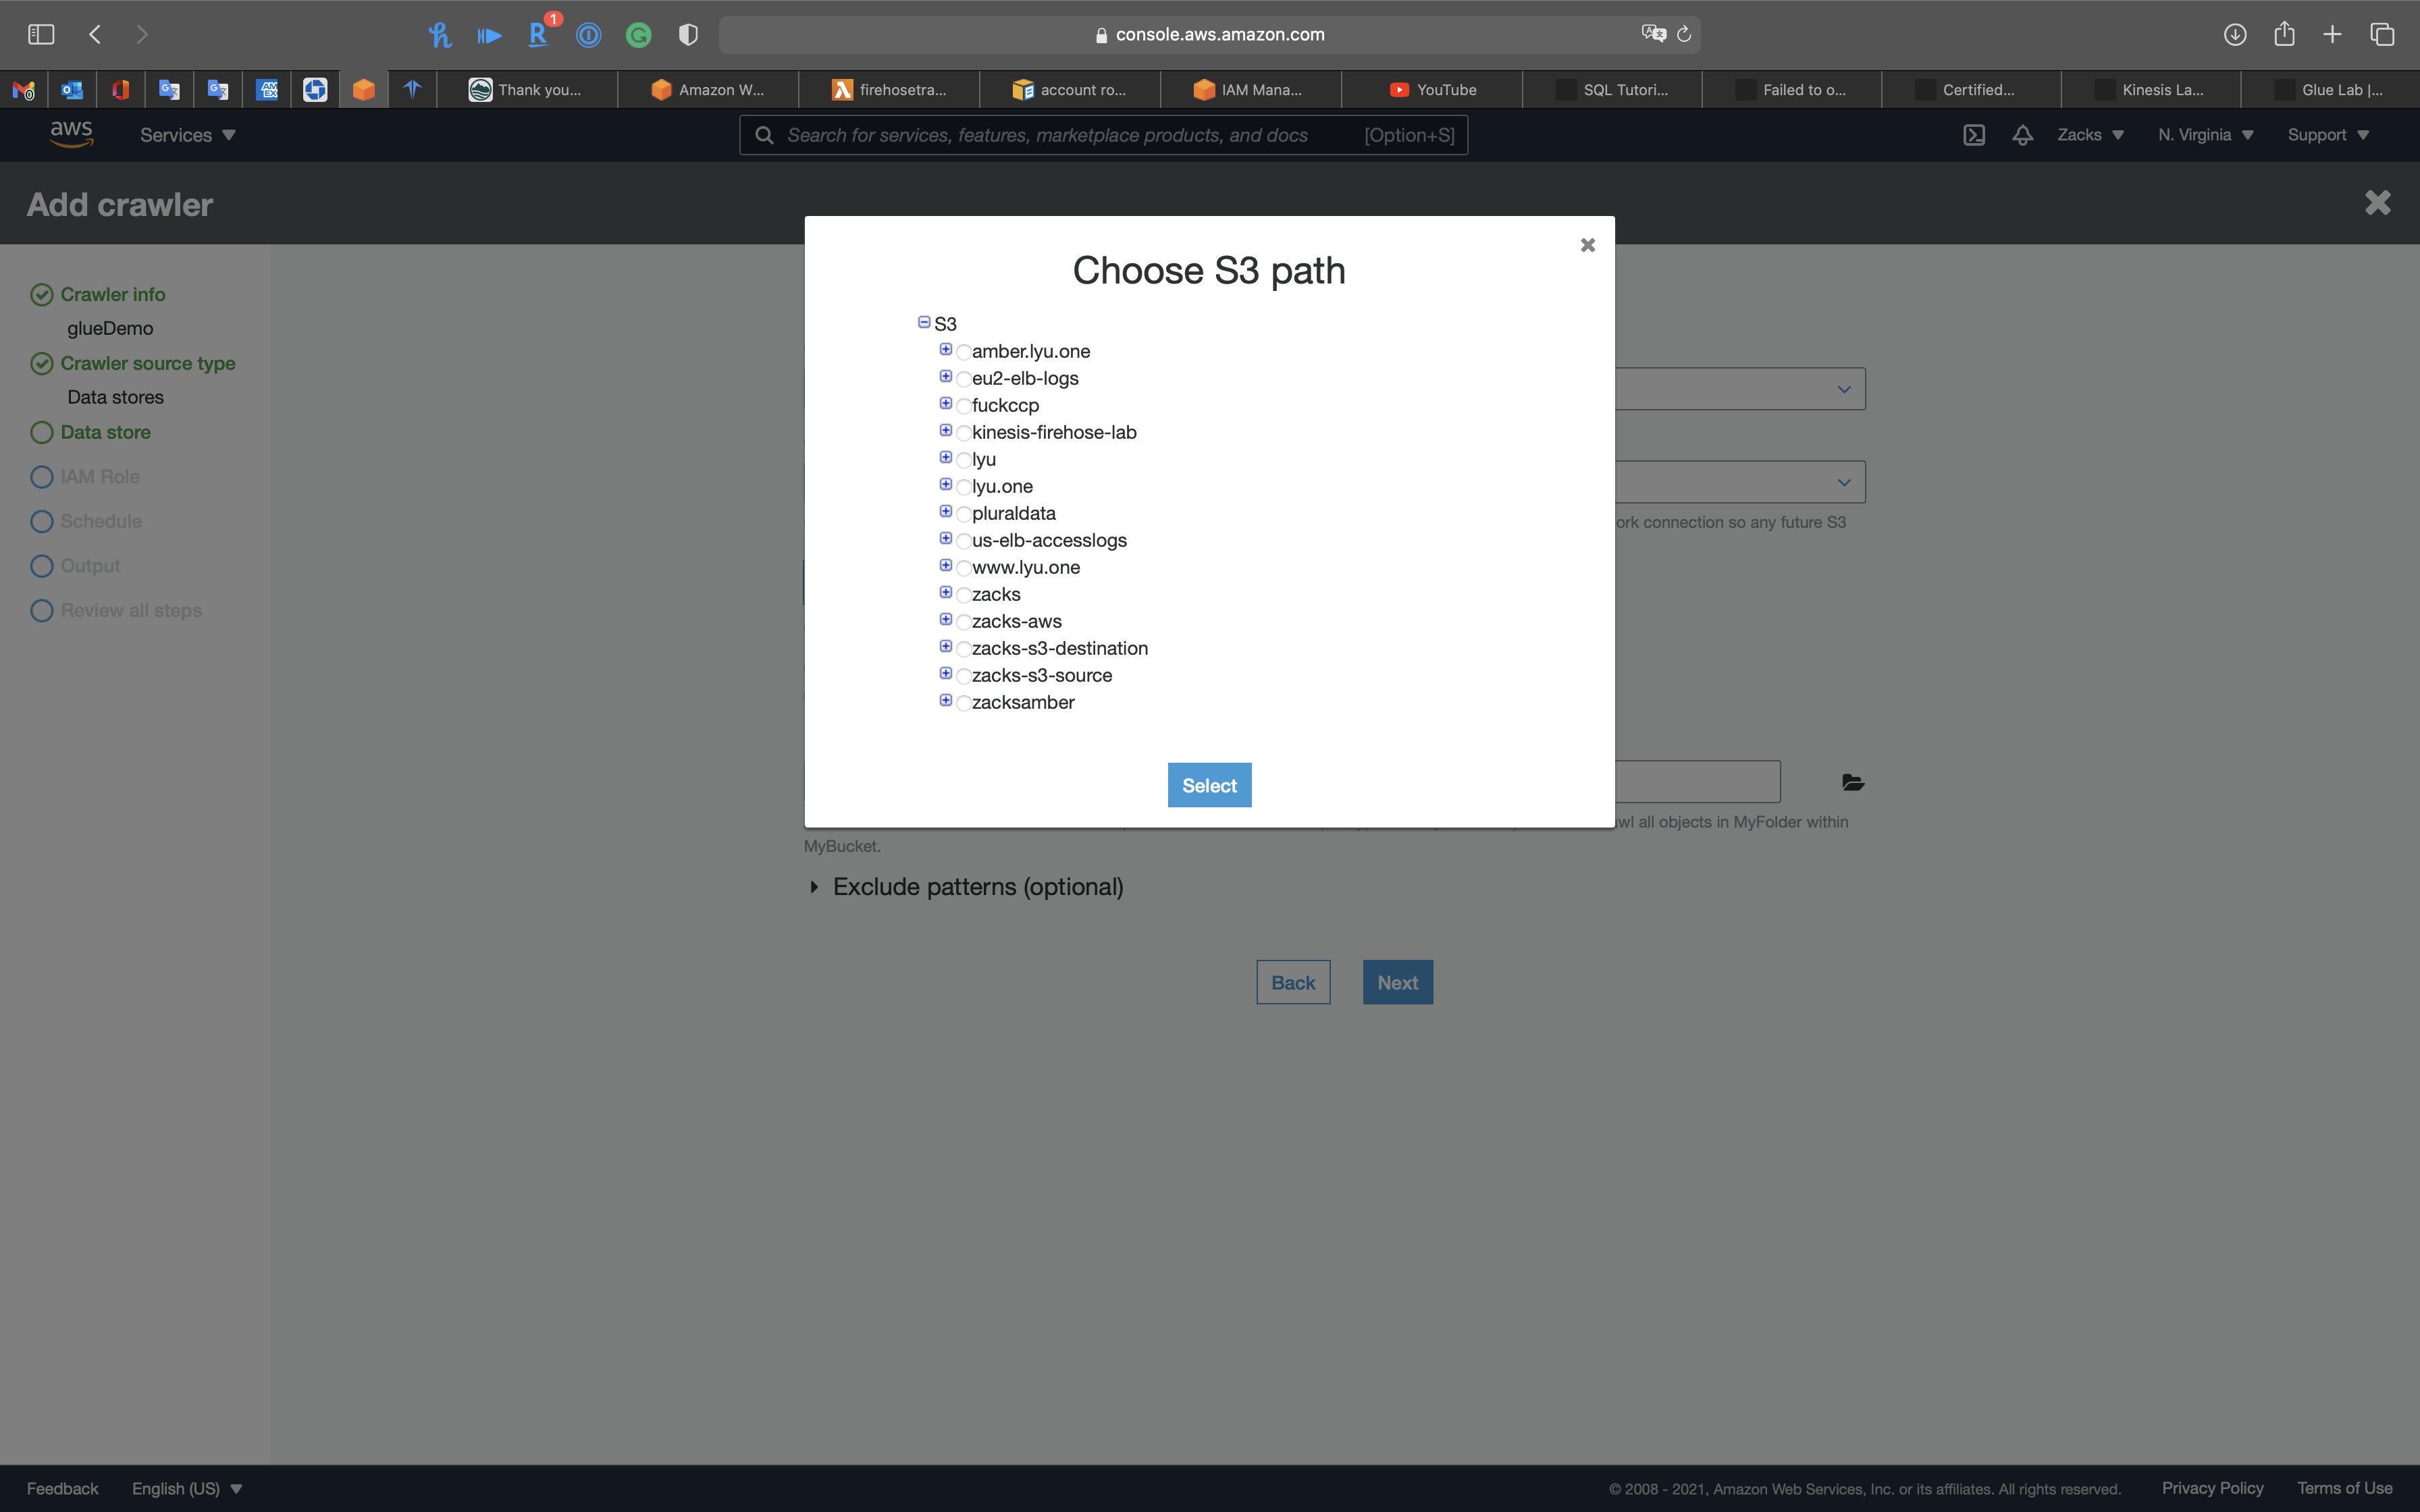 1
console.aws.amazon.com
Thank you...
Amazon W...
firehosetra...
account ro...
IAM Mana...
YouTube
SQL Tutori...
Failed to o...
Certified...
Kinesis La...
Glue Lab |...
aws
Services
Search for services, features, marketplace products, and docs
[Option+S]
Zacks
N. Virginia
Support
Add crawler
Crawler info
glueDemo
Crawler source type
Data stores
Data store
IAM Role
Schedule
Output
Review all steps
Choose S3 path
S3
amber.lyu.one
eu2-elb-logs
fuckccp
kinesis-firehose-lab
lyu
lyu.one
pluraldata
us-elb-accesslogs
www.lyu.one
zacks
zacks-aws
zacks-s3-destination
zacks-s3-source
zacksamber
Select
connection so any future S3
all objects in MyFolder within
MyBucket.
Exclude patterns (optional)
Back
Next
Feedback
English (US)
© 2008 - 2021, Amazon Web Services, Inc. or its affiliates. All rights reserved.
Privacy Policy
Terms of Use